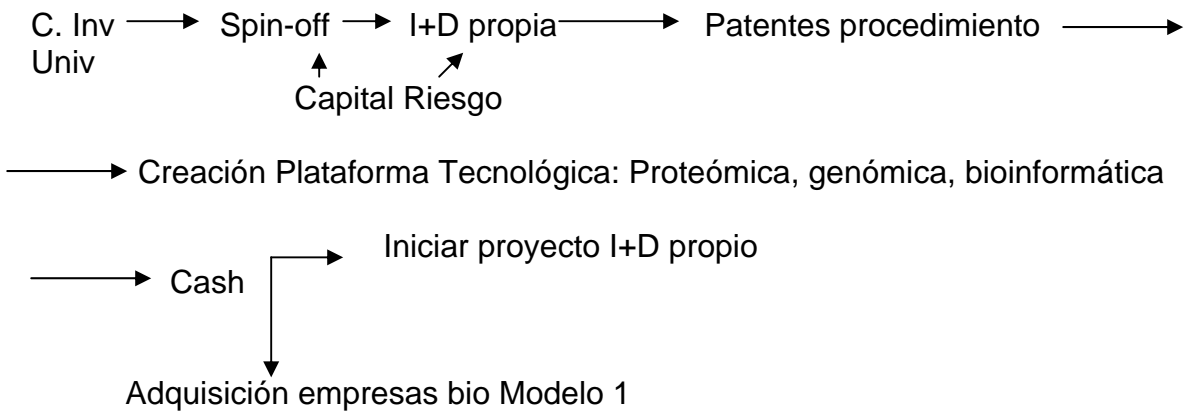 C. Inv Spin-off I+D propia Patentes procedimiento
Univ
Capital Riesgo
Creación Plataforma Tecnológica: Proteómica, genómica, bioinformática
Iniciar proyecto I+D propio
Cash
Adquisición empresas bio Modelo 1